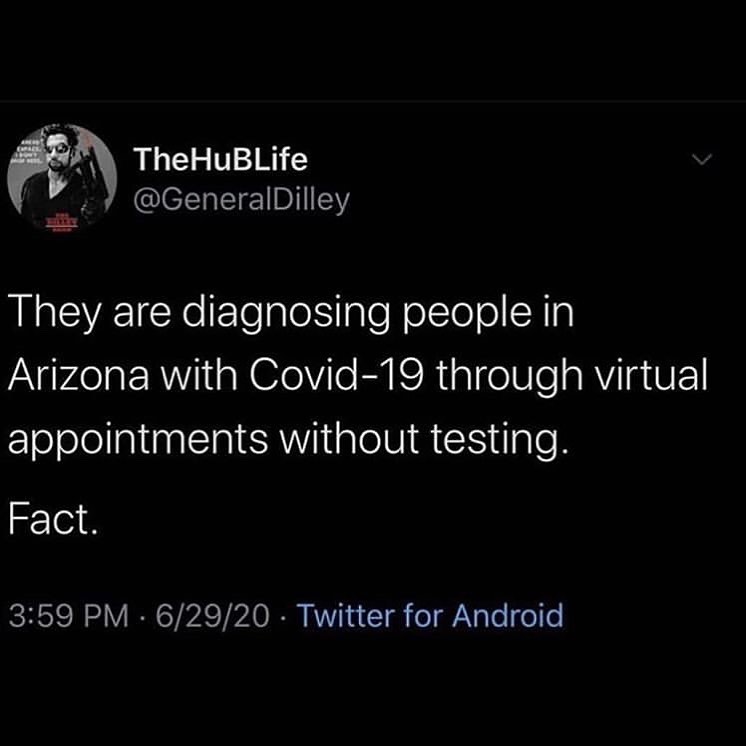 TheHuBLife
@GeneralDilley
They are diagnosing people in
Arizona with Covid-19 through virtual
appointments without testing.
Fact.
3:59 PM · 6/29/20 · Twitter for Android